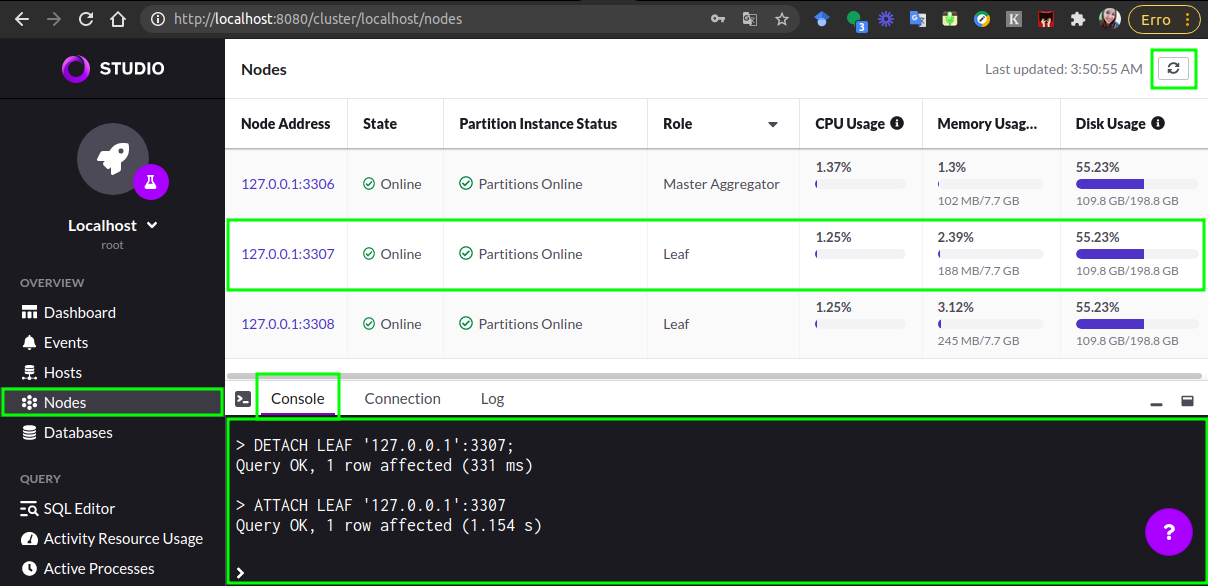 http://localhost:8080/cluster/localhost/nodes
3
K
Erro
STUDIO
Localhost
root
OVERVIEW
Dashboard
Events
Hosts
Nodes
Databases
QUERY
SQL Editor
Activity Resource Usage
Active Processes
Nodes
Last updated: 3:50:55 AM
Node Address State Partition Instance Status Role CPU Usage Memory Usag... Disk Usage
127.0.0.1:3306 Online Partitions Online Master Aggregator 1.37% 1.3% 55.23%
102 MB/7.7 GB 109.8 GB/198.8 GB
127.0.0.1:3307 Online Partitions Online Leaf 1.25% 2.39% 55.23%
188 MB/7.7 GB 109.8 GB/198.8 GB
127.0.0.1:3308 Online Partitions Online Leaf 1.25% 3.12% 55.23%
245 MB/7.7 GB 109.8 GB/198.8 GB
Console Connection Log
> DETACH LEAF '127.0.0.1':3307;
Query OK, 1 row affected (331 ms)
> ATTACH LEAF '127.0.0.1':3307
Query OK, 1 row affected (1.154 s)
>
?